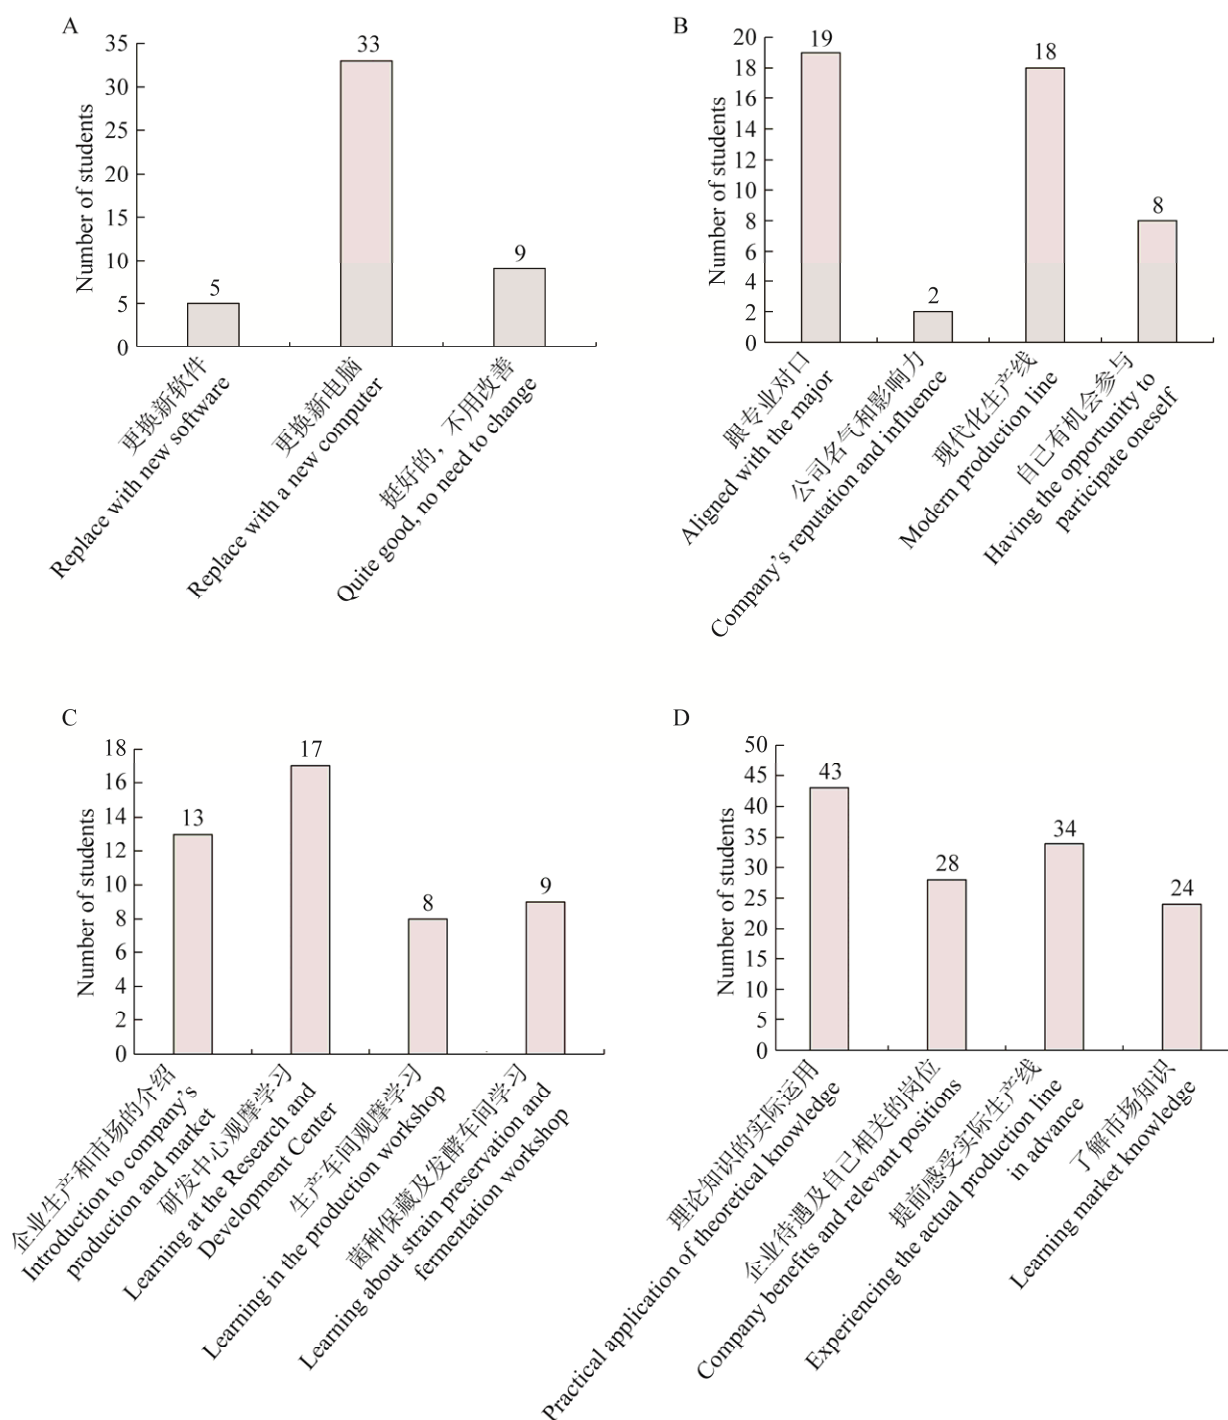 A
Number of students
35
30
25
20
15
10
5
0
5
33
9
更换新软件
Replace with new software
更换新电脑
Replace with a new computer
挺好的，不用改善
Quite good, no need to change
B
Number of students
20
18
16
14
12
10
8
6
4
2
0
19
2
18
8
跟专业对口
Aligned with the major
公司名气和影响力
Company's reputation and influence
现代化生产线
Modern production line
自己有机会参与
Having the opportunity to
participate oneself
C
Number of students
18
16
14
12
10
8
6
4
2
0
13
17
8
9
企业生产和市场的介绍
Introduction to company's
production and market
研发中心观摩学习
Learning at the Research and
Development Center
生产车间观摩学习
Learning in the production workshop
菌种保藏及发酵车间学习
Learning about strain preservation and
fermentation workshop
D
Number of students
50
45
40
35
30
25
20
15
10
5
0
43
28
34
24
理论知识的实际运用
Practical application of theoretical knowledge
企业待遇及自己相关的岗位
Company benefits and relevant positions
提前感受实际生产线
Experiencing the actual production line
in advance
了解市场知识
Learning market knowledge